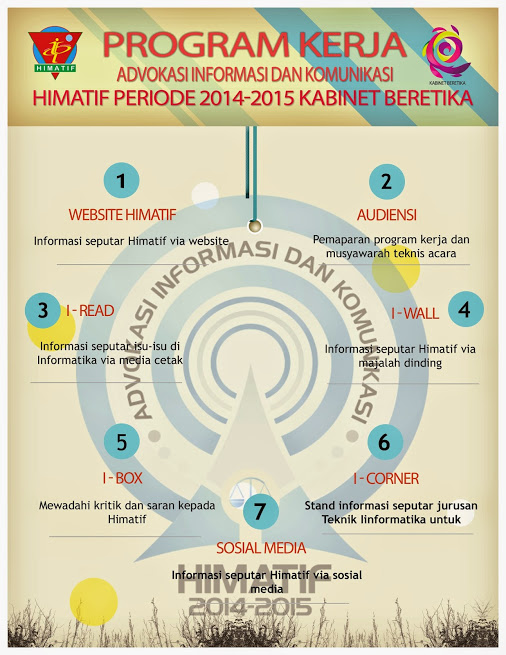 HIMATIF
PROGRAM KERJA
ADVOKASI INFORMASI DAN KOMUNIKASI
HIMATIF PERIODE 2014-2015 KABINET BERETIKA
KABINET BERETIKA
1
WEBSITE HIMATIF
Informasi seputar Himatif via website
2
AUDIENSI
Pemaparan program kerja dan
musyawarah teknis acara
ADVOKASI INFORMASI DAN KOMUNIKASI
3
I - READ
Informasi seputar isu-isu di
Informatika via media cetak
4
I - WALL
Informasi seputar Himatif via
majalah dinding
5
I - BOX
Mewadahi kritik dan saran kepada
Himatif
6
I - CORNER
Stand informasi seputar jurusan
Teknik Iinformatika untuk
7
SOSIAL MEDIA
Informasi seputar Himatif via sosial
media
HIMATIF
2014-2015